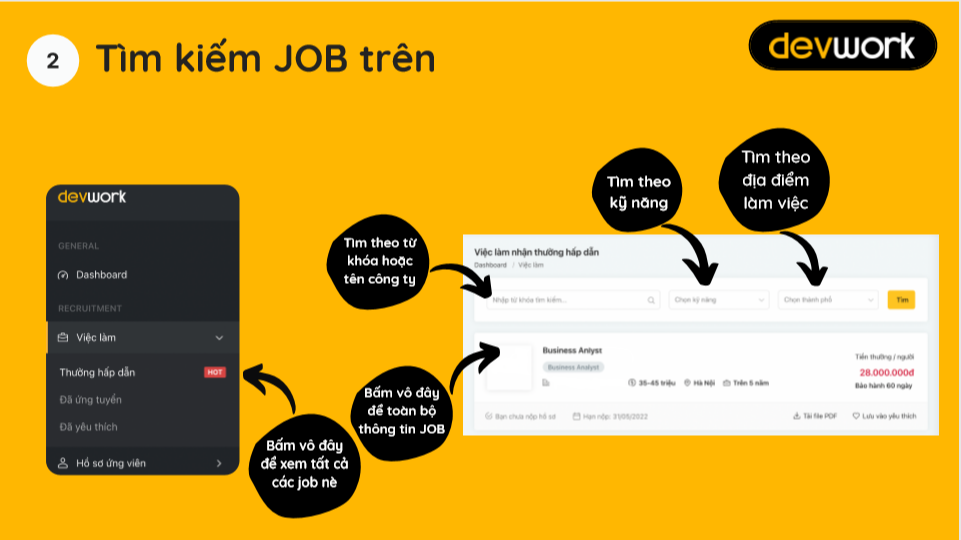 2
Tìm kiếm JOB trên
devwork
devwork
GENERAL
Dashboard
RECRUITMENT
Việc làm
Thưởng hấp dẫn
HOT
Đã ứng tuyển
Đã yêu thích
Hồ sơ ứng viên
Bấm vô đây
để xem tất cả
các job nè
Tìm theo từ
khóa hoặc
tên công ty
Tìm theo
kỹ năng
Tìm theo
địa điểm
làm việc
Việc làm nhận thưởng hấp dẫn
Dashboard / Việc làm
Nhập từ khóa tìm kiếm...
Chọn kỹ năng
Chọn thành phố
Tìm
Bấm vô đây
để toàn bộ
thông tin JOB
Business Anlyst
Business Analyst
35-45 triệu
Hà Nội
Trên 5 năm
Tiền thưởng / người
28.000.000đ
Bảo hành 60 ngày
Bạn chưa nộp hồ sơ
Hạn nộp: 31/05/2022
Tải file PDF
Lưu vào yêu thích